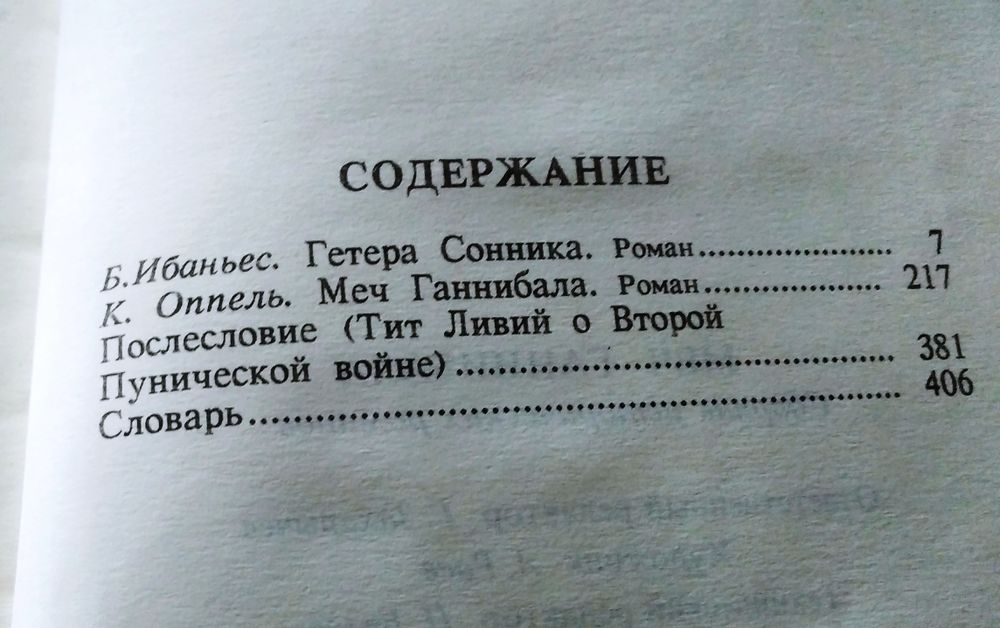 СОДЕРЖАНИЕ
Б.Ибаньес. Гетера Сонника. Роман..................... 7
К. Оппель. Меч Ганнибала. Роман................... 217
Послесловие (Тит Ливий о Второй
Пунической войне)............................................... 381
Словарь...................................................................... 406